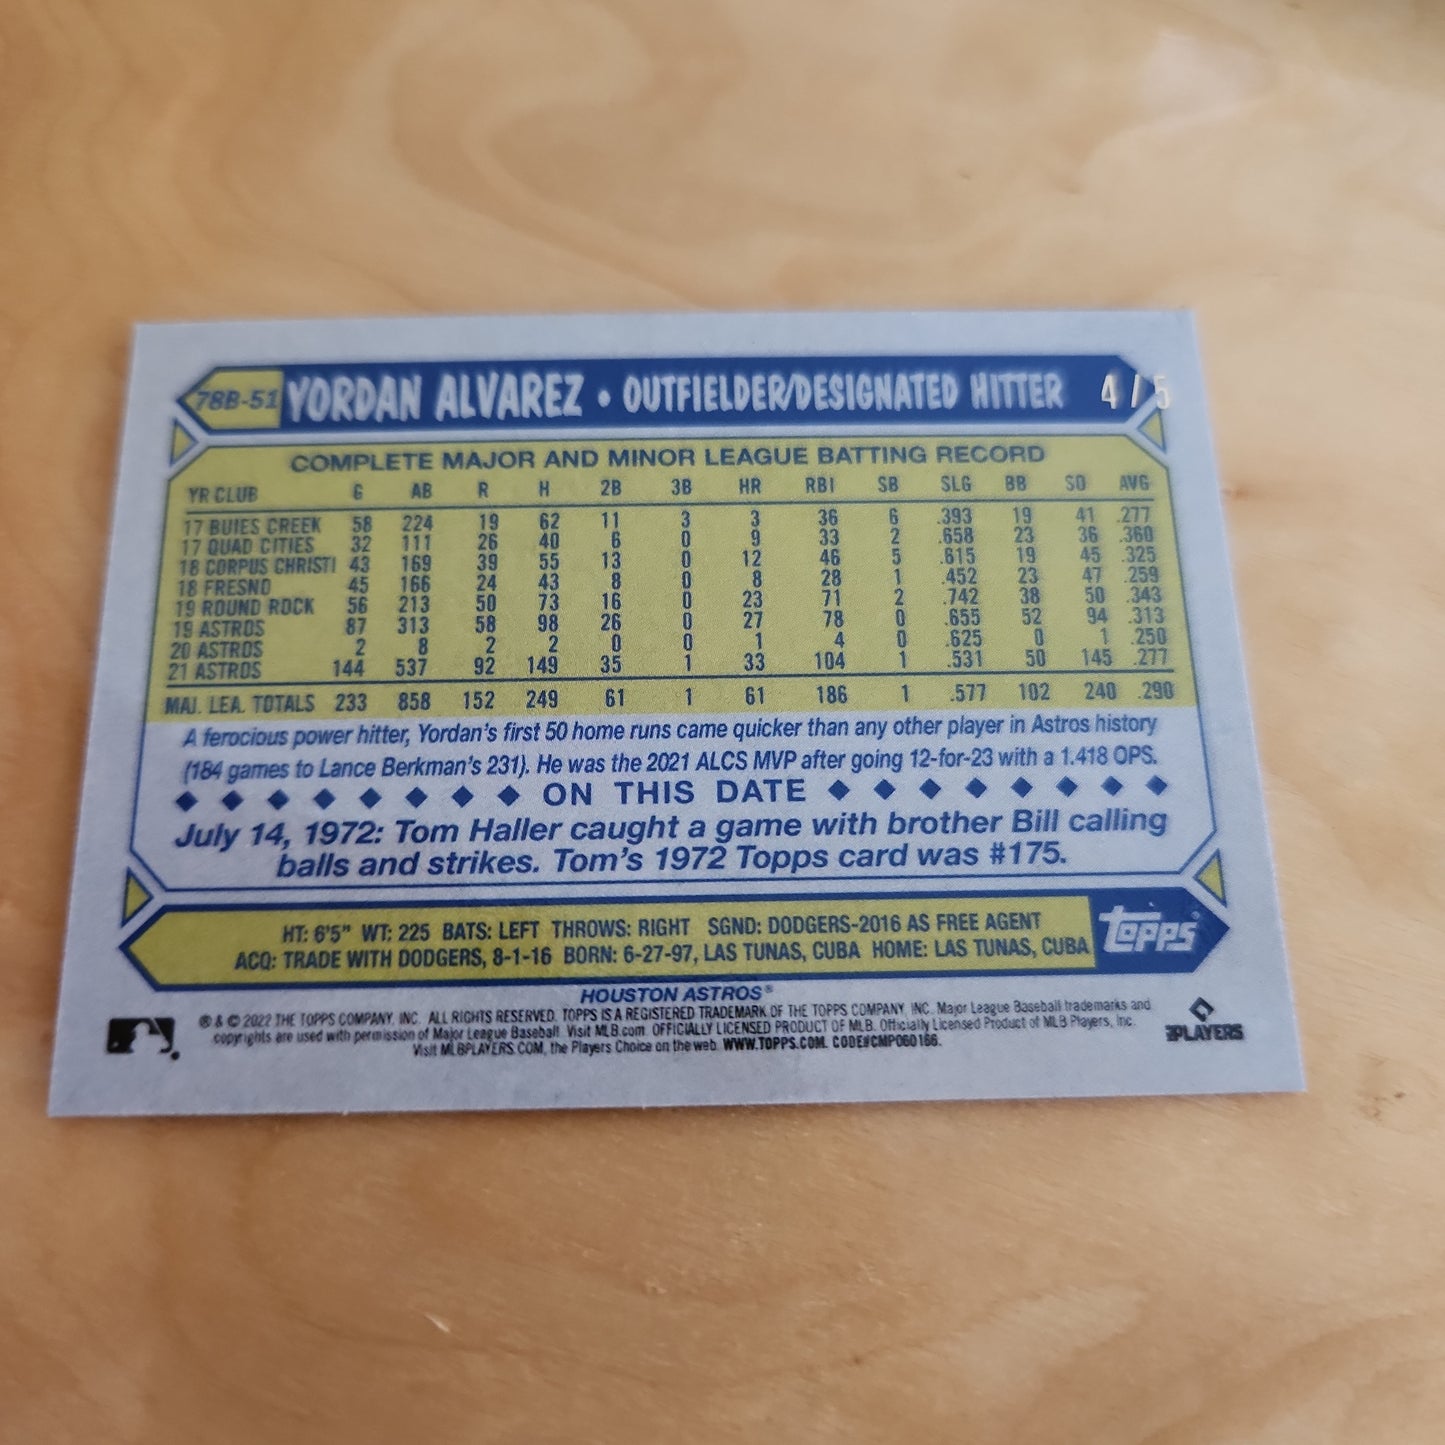 78B-51 YORDAN ALVAREZ • OUTFIELDER/DESIGNATED HITTER 4/5
COMPLETE MAJOR AND MINOR LEAGUE BATTING RECORD
YR CLUB G AB R H 2B 3B HR RBI SB SLG BB SO AVG
17 BUIES CREEK 58 224 19 62 11 3 3 36 6 .393 19 41 .277
17 QUAD CITIES 32 111 26 40 6 0 9 33 2 .658 23 36 .360
18 CORPUS CHRISTI 43 169 39 55 13 0 12 46 5 .615 19 45 .325
18 FRESNO 45 166 24 43 8 0 8 28 1 .452 23 47 .259
19 ROUND ROCK 56 213 50 73 16 0 23 71 2 .742 38 50 .343
19 ASTROS 87 313 58 98 26 0 27 78 0 .655 52 94 .313
20 ASTROS 2 8 2 2 0 0 1 4 0 .625 0 1 .250
21 ASTROS 144 537 92 149 35 1 33 104 1 .531 50 145 .277
MAJ. LEA. TOTALS 233 858 152 249 61 1 61 186 1 .577 102 240 .290
A ferocious power hitter, Yordan's first 50 home runs came quicker than any other player in Astros history
(184 games to Lance Berkman's 231). He was the 2021 ALCS MVP after going 12-for-23 with a 1.418 OPS.
ON THIS DATE
July 14, 1972: Tom Haller caught a game with brother Bill calling
balls and strikes. Tom's 1972 Topps card was #175.
HT: 6'5" WT: 225 BATS: LEFT THROWS: RIGHT SGND: DODGERS-2016 AS FREE AGENT
ACQ: TRADE WITH DODGERS, 8-1-16 BORN: 6-27-97, LAS TUNAS, CUBA HOME: LAS TUNAS, CUBA
topps®
HOUSTON ASTROS®
® & © 2022 THE TOPPS COMPANY, INC. ALL RIGHTS RESERVED. TOPPS IS A REGISTERED TRADEMARK OF THE TOPPS COMPANY, INC. Major League Baseball trademarks and
copyrights are used with permission of Major League Baseball. Visit MLB.com. OFFICIALLY LICENSED PRODUCT OF MLB. Officially Licensed Product of MLB Players, Inc.
Visit MLBPLAYERS.COM, the Players Choice on the web. WWW.TOPPS.COM. CODE#CMP060166.
PLAYERS